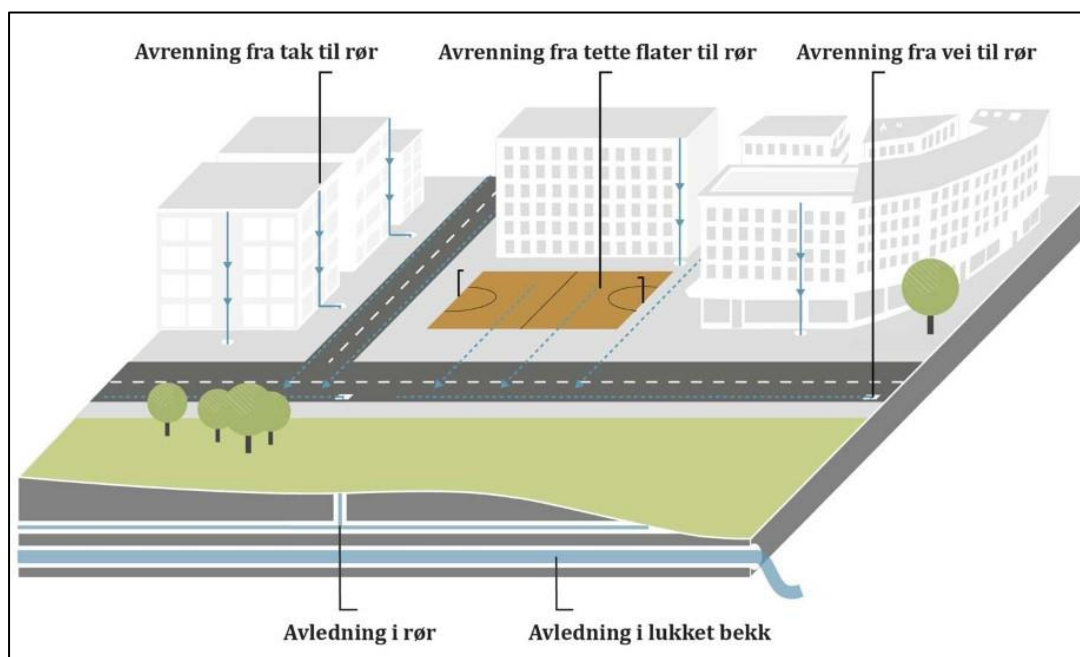 Avrenning fra tak til rør
Avrenning fra tette flater til rør
Avrenning fra vei til rør
Avledning i rør
Avledning i lukket bekk